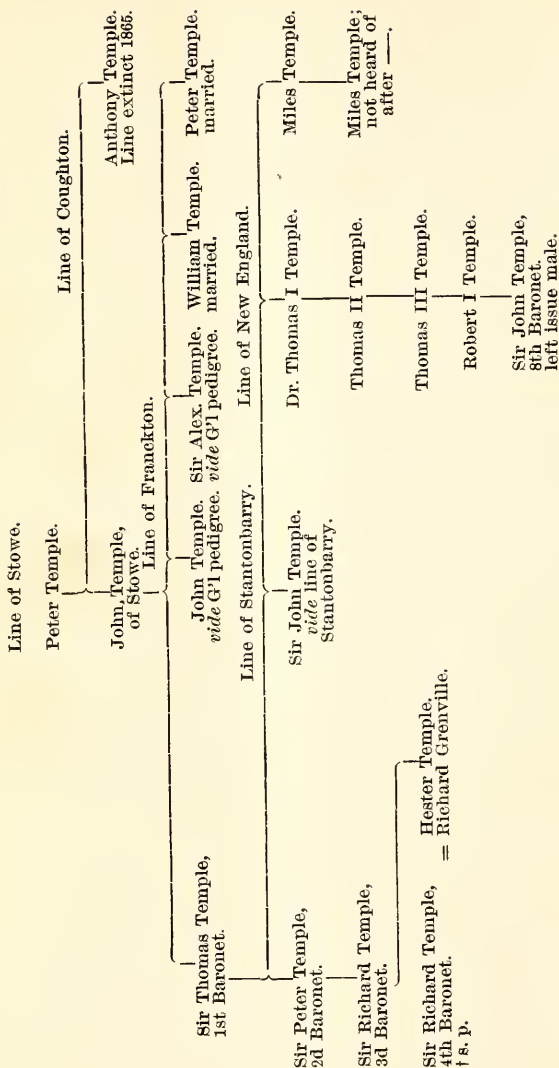 Line of Stowe.
Peter Temple.
Line of Coughton.
John, Temple,
of Stowe.
Anthony Temple.
Line extinct 1865.
Line of Franckton.
Sir Thomas Temple,
1st Baronet.
John Temple.
vide G'l pedigree.
Sir Alex. Temple.
vide G'l pedigree.
William Temple.
married.
Peter Temple.
married.
Line of Stantonbarry.
Line of New England.
Sir Peter Temple,
2d Baronet.
Sir John Temple.
vide line of
Stantonbarry.
Dr. Thomas I Temple.
Miles Temple.
Sir Richard Temple,
3d Baronet.
Thomas II Temple.
Miles Temple;
not heard of
after —.
Sir Richard Temple,
4th Baronet.
† s. p.
Hester Temple.
= Richard Grenville.
Thomas III Temple.
Robert I Temple.
Sir John Temple,
8th Baronet.
left issue male.